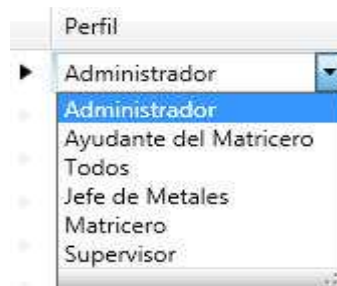 Perfil
Administrador
Administrador
Ayudante del Matricero
Todos
Jefe de Metales
Matricero
Supervisor